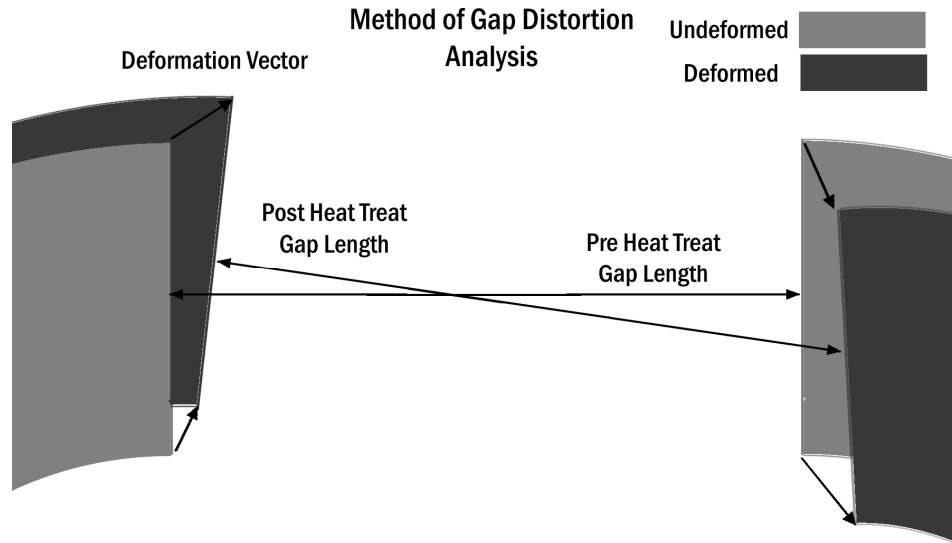 Method of Gap Distortion
Analysis
Undeformed
Deformed
Deformation Vector
Post Heat Treat
Gap Length
Pre Heat Treat
Gap Length